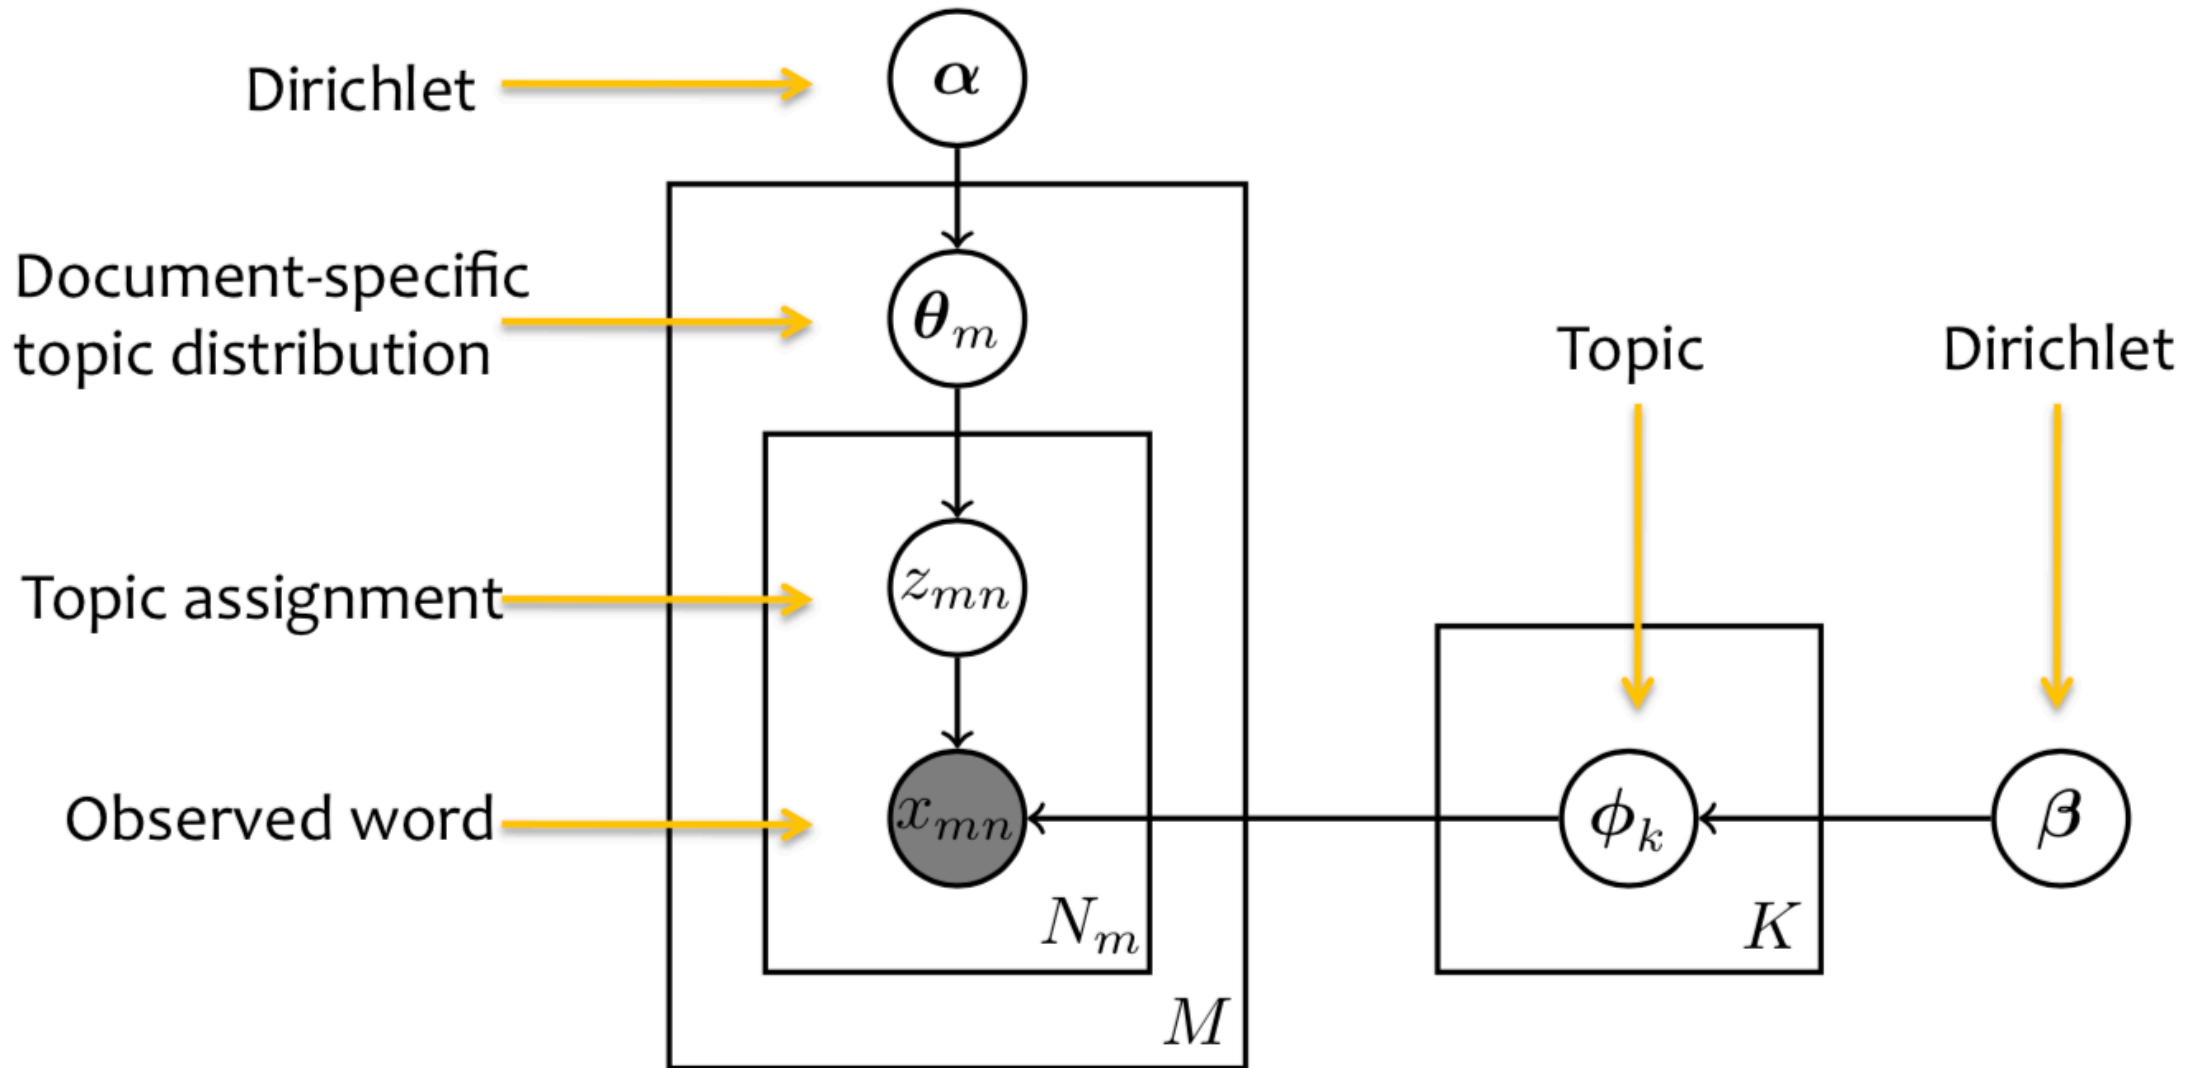 Dirichlet
α
Document-specific
topic distribution
θₘ
Topic
Dirichlet
Topic assignment
zₘₙ
Observed word
xₘₙ
ϕₖ
β
Nₘ
K
M